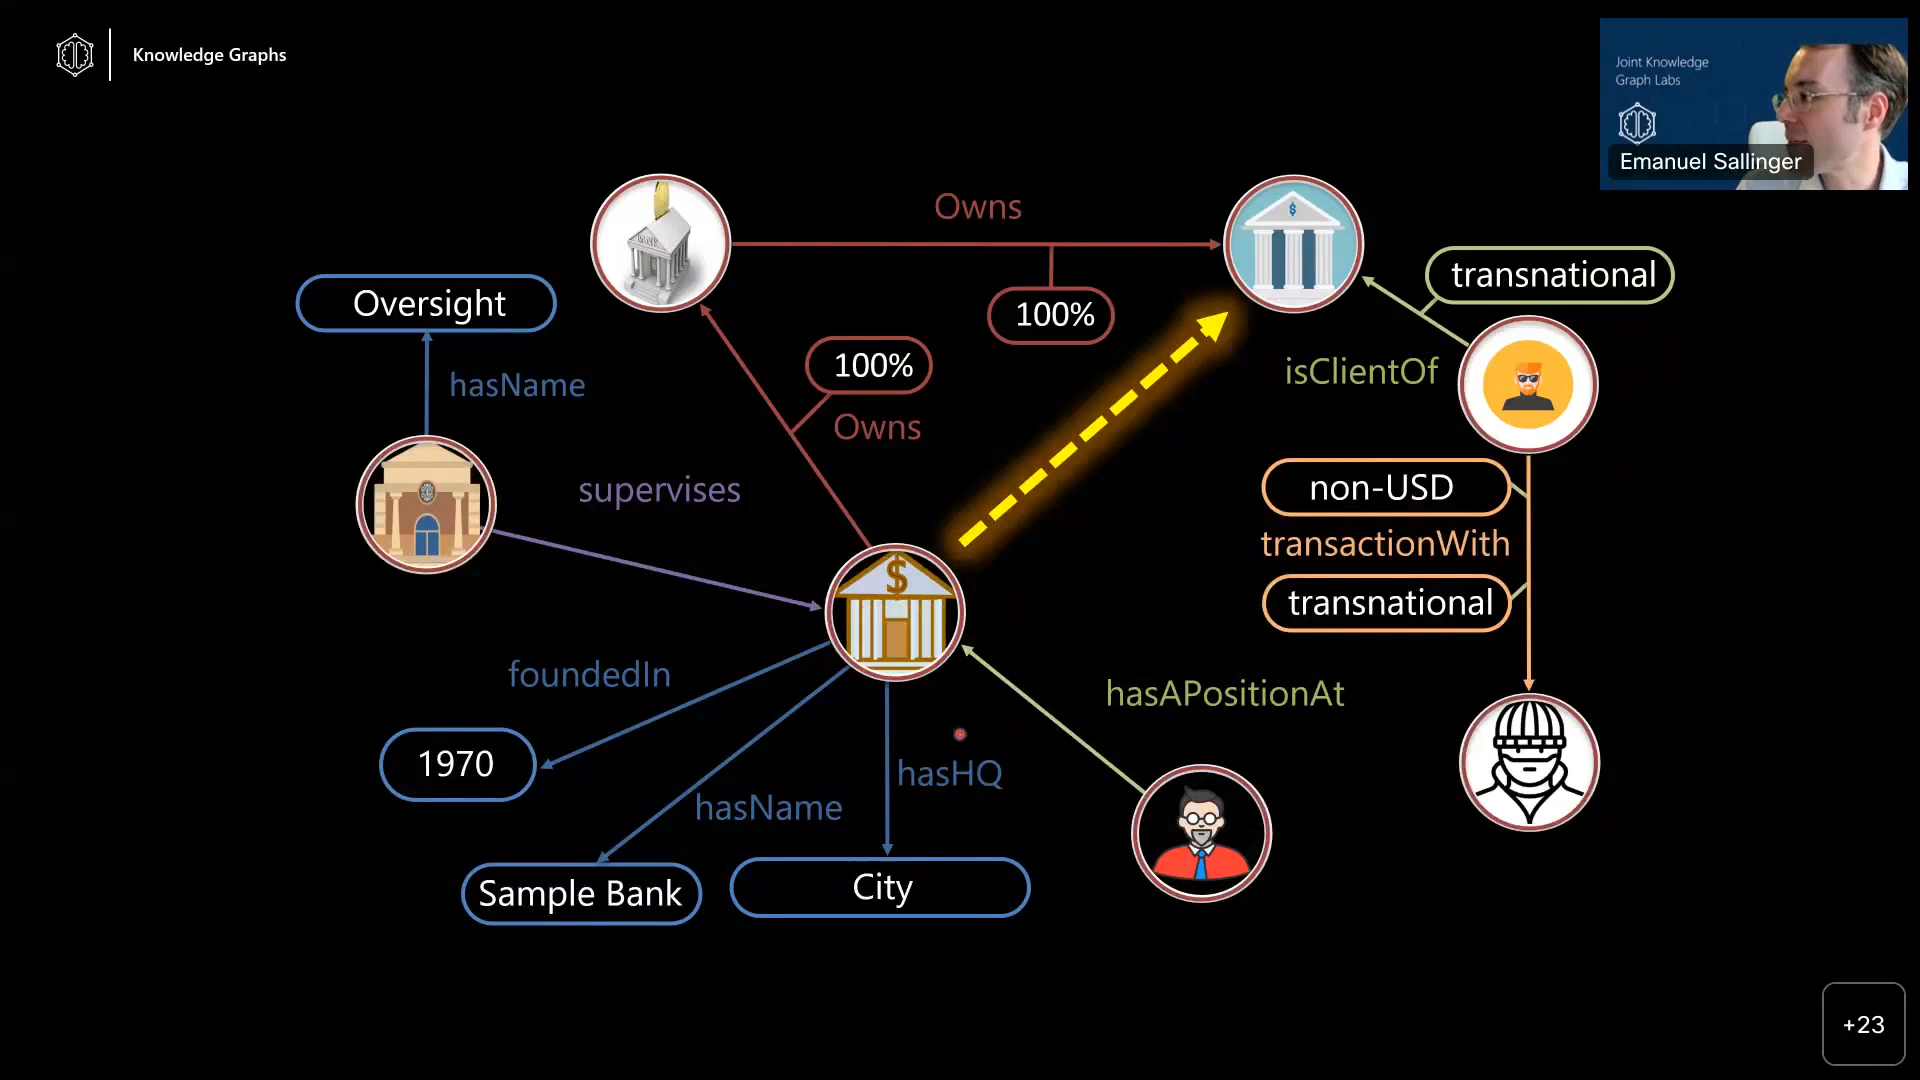 Knowledge Graphs
Joint Knowledge
Graph Labs
Emanuel Sallinger
Owns
transnational
Oversight
100%
BANK
$
100%
isClientOf
hasName
Owns
non-USD
supervises
transactionWith
$
transnational
foundedIn
hasAPositionAt
1970
hasHQ
hasName
Sample Bank
City
+23